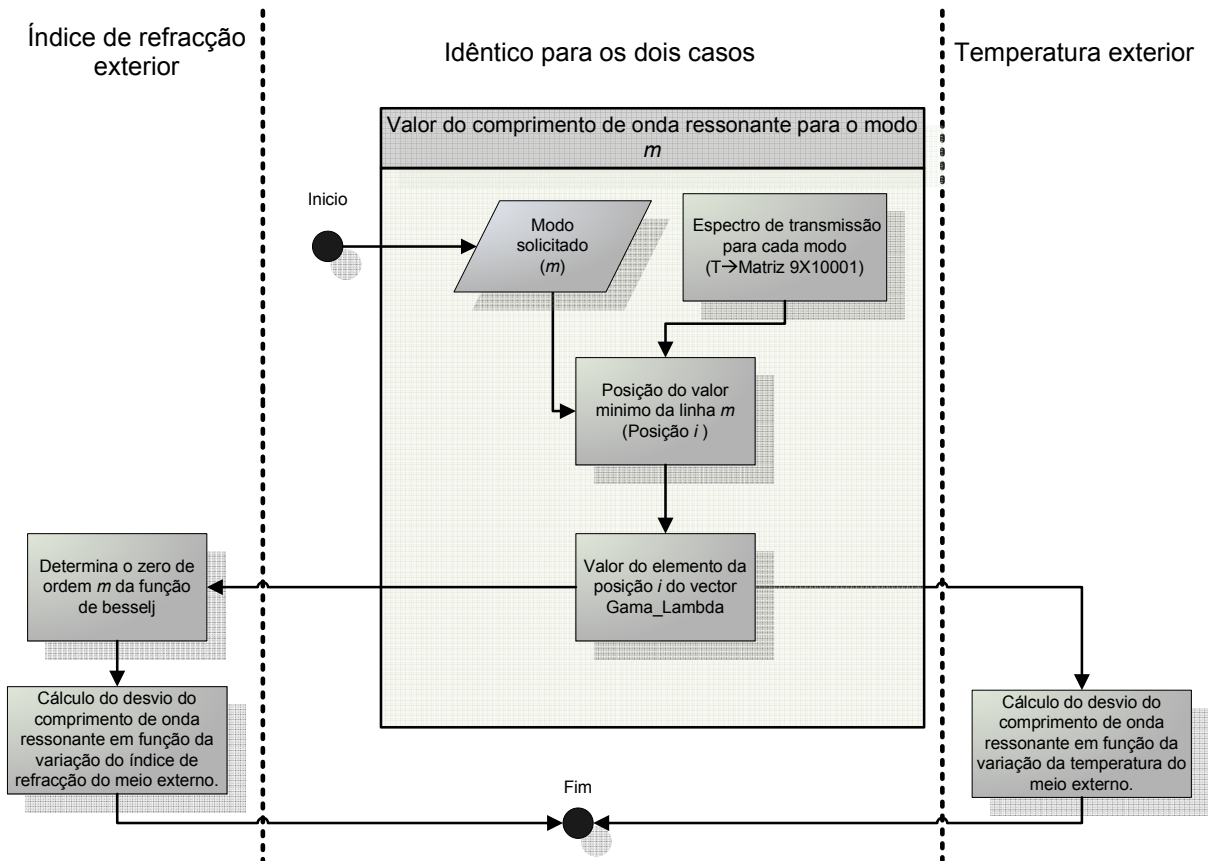 Índice de refracção
exterior
Idêntico para os dois casos
Temperatura exterior
Valor do comprimento de onda ressonante para o modo
m
Inicio
Modo
solicitado
(m)
Espectro de transmissão
para cada modo
(T→Matriz 9X10001)
Posição do valor
minimo da linha m
(Posição i )
Determina o zero de
ordem m da função
de besselj
Valor do elemento da
posição i do vector
Gama_Lambda
Cálculo do desvio do
comprimento de onda
ressonante em função da
variação do índice de
refracção do meio externo.
Cálculo do desvio do
comprimento de onda
ressonante em função da
variação da temperatura do
meio externo.
Fim